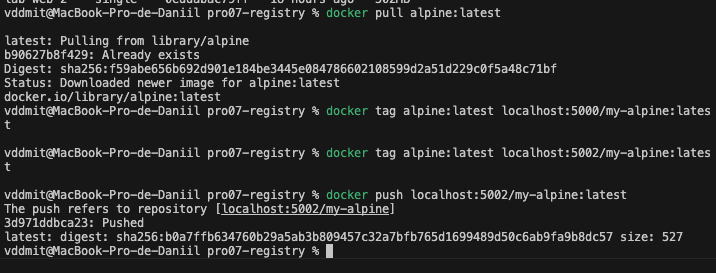 vddmit@MacBook-Pro-de-Daniil pro07-registry % docker pull alpine:latest
latest: Pulling from library/alpine
b90627b8f429: Already exists
Digest: sha256:f59abe656b692d901e184be3445e084786602108599d2a51d229c0f5a48c71bf
Status: Downloaded newer image for alpine:latest
docker.io/library/alpine:latest
vddmit@MacBook-Pro-de-Daniil pro07-registry % docker tag alpine:latest localhost:5000/my-alpine:lates
t
vddmit@MacBook-Pro-de-Daniil pro07-registry % docker tag alpine:latest localhost:5002/my-alpine:lates
t
vddmit@MacBook-Pro-de-Daniil pro07-registry % docker push localhost:5002/my-alpine:latest
The push refers to repository [localhost:5002/my-alpine]
3d971ddbca23: Pushed
latest: digest: sha256:b0a7ffb634760b29a5ab3b809457c32a7bfb765d1699489d50c6ab9fa9b8dc57 size: 527
vddmit@MacBook-Pro-de-Daniil pro07-registry %